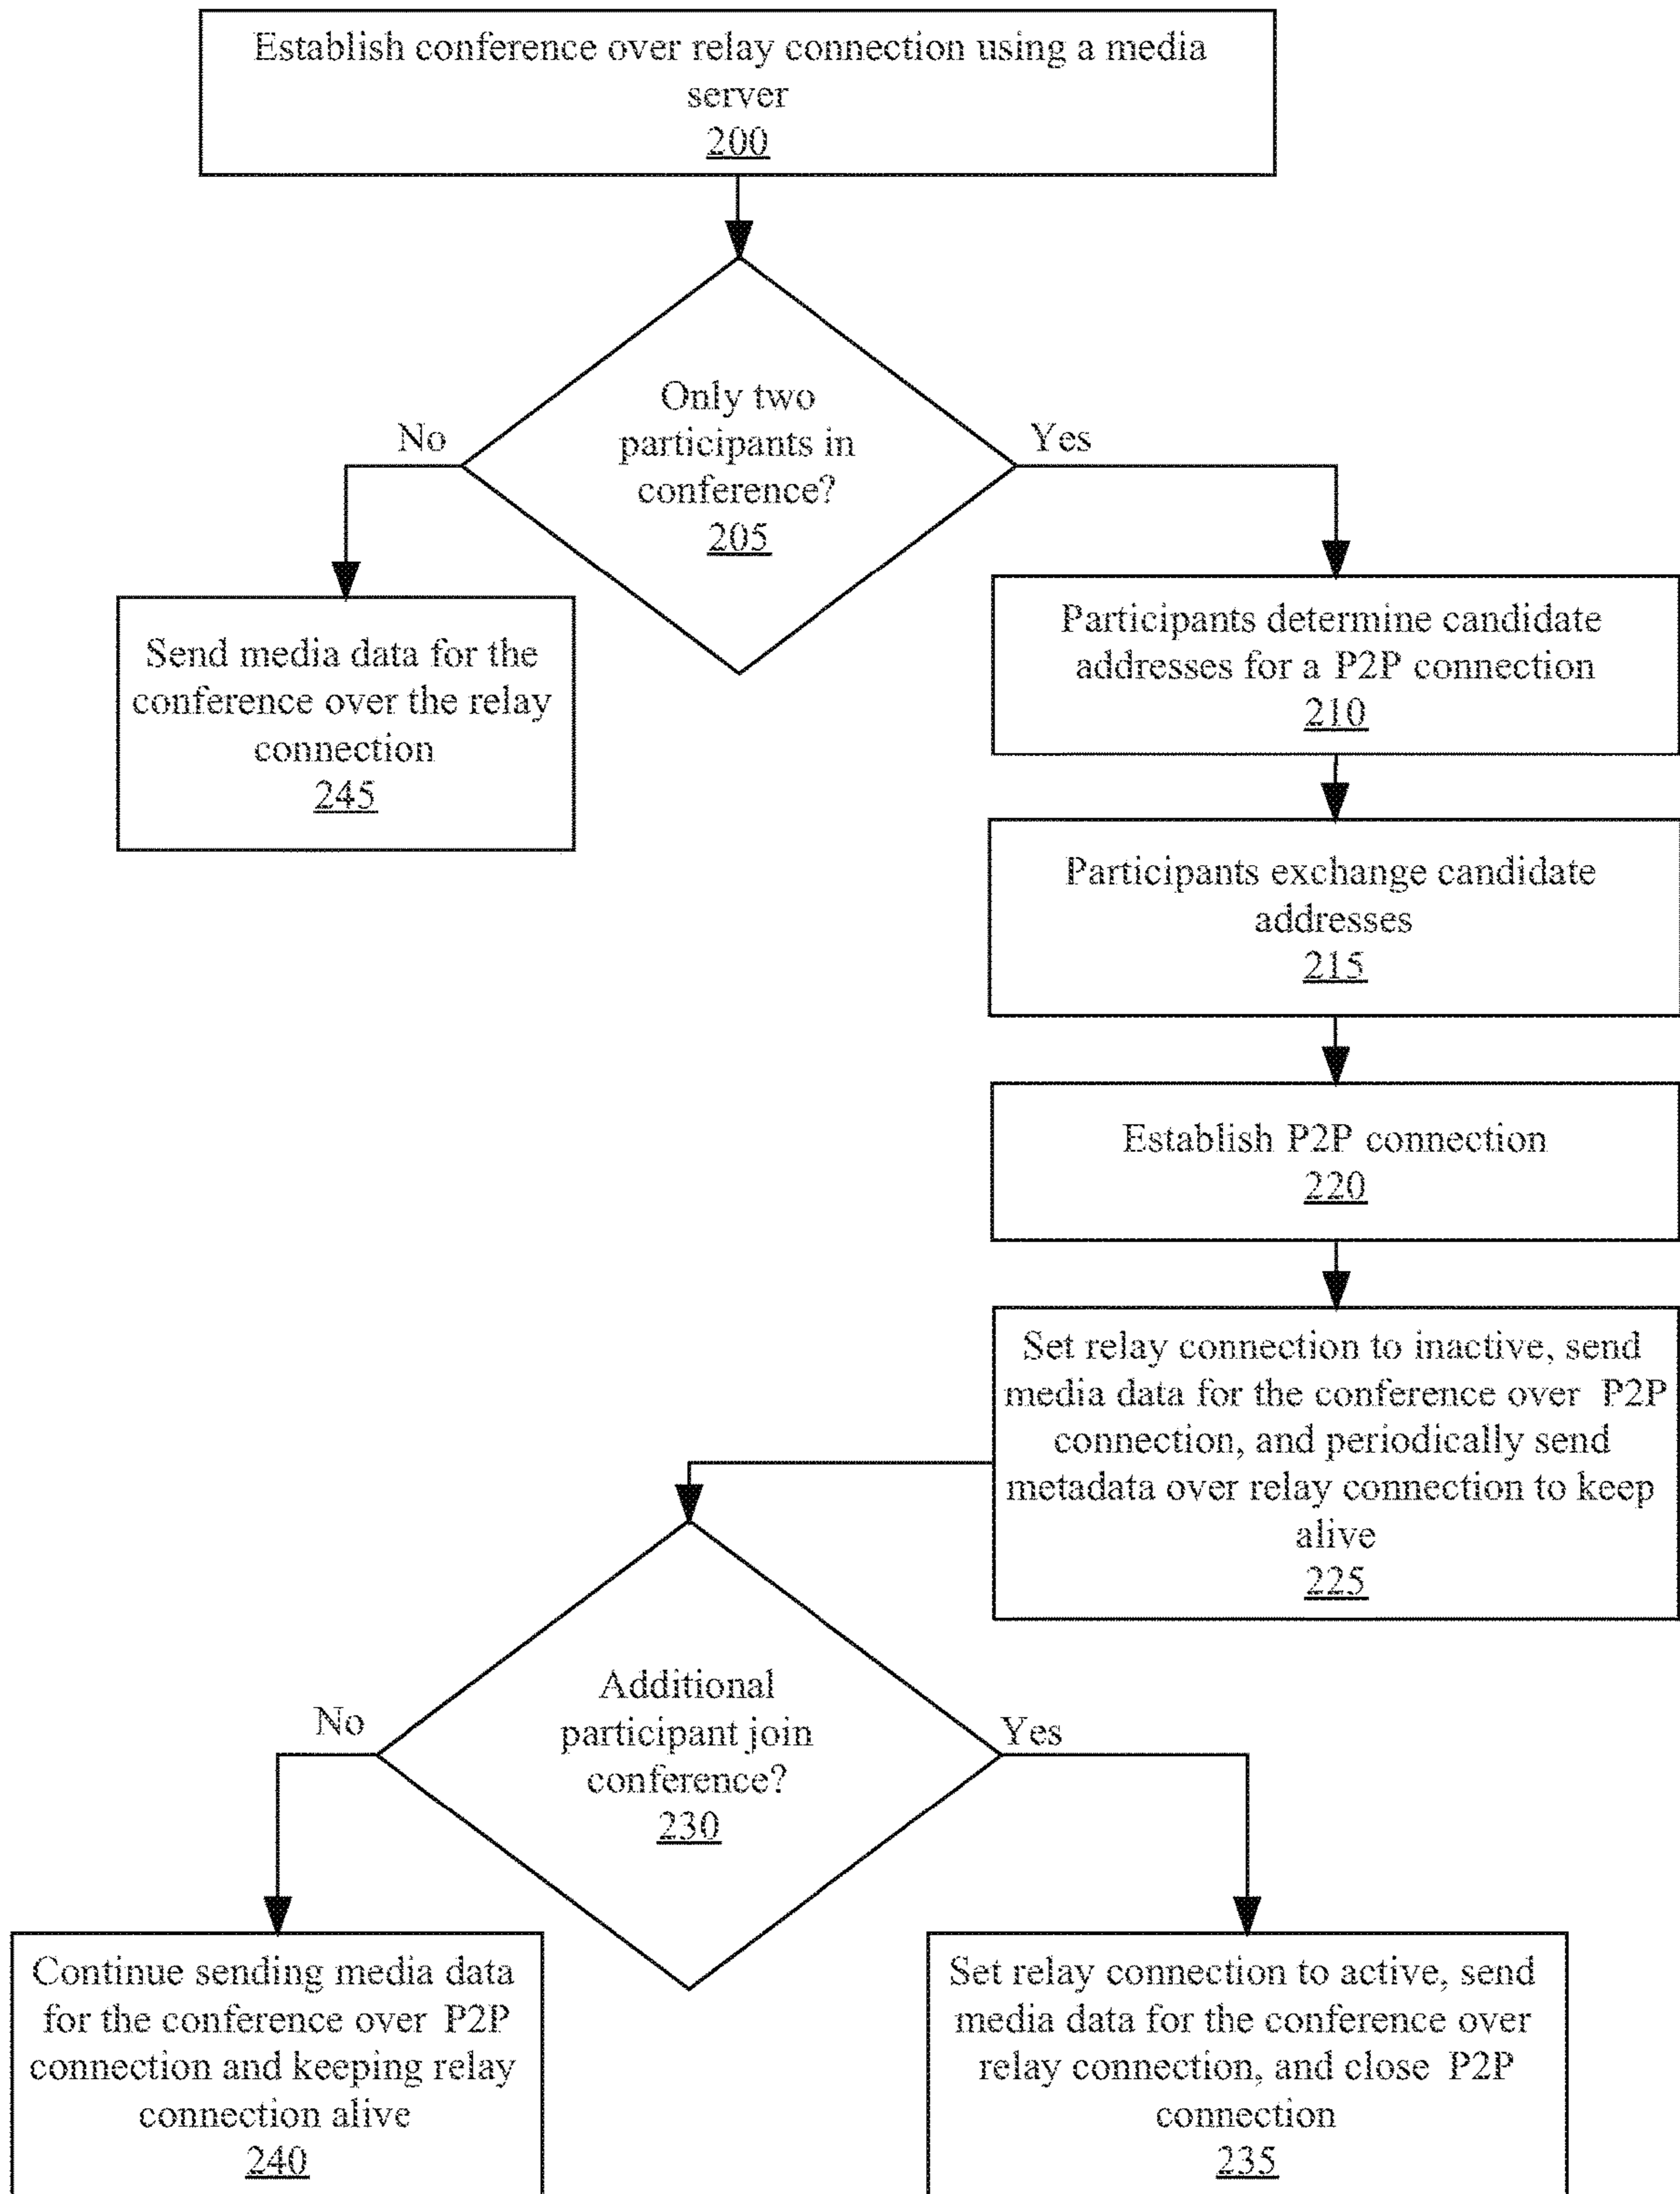 Establish conference over relay connection using a media
server
200
Only two
participants in
conference?
205
No
Yes
Send media data for the
conference over the relay
connection
245
Participants determine candidate
addresses for a P2P connection
210
Participants exchange candidate
addresses
215
Establish P2P connection
220
Set relay connection to inactive, send
media data for the conference over P2P
connection, and periodically send
metadata over relay connection to keep
alive
225
Additional
participant join
conference?
230
No
Yes
Continue sending media data
for the conference over P2P
connection and keeping relay
connection alive
240
Set relay connection to active, send
media data for the conference over
relay connection, and close P2P
connection
235